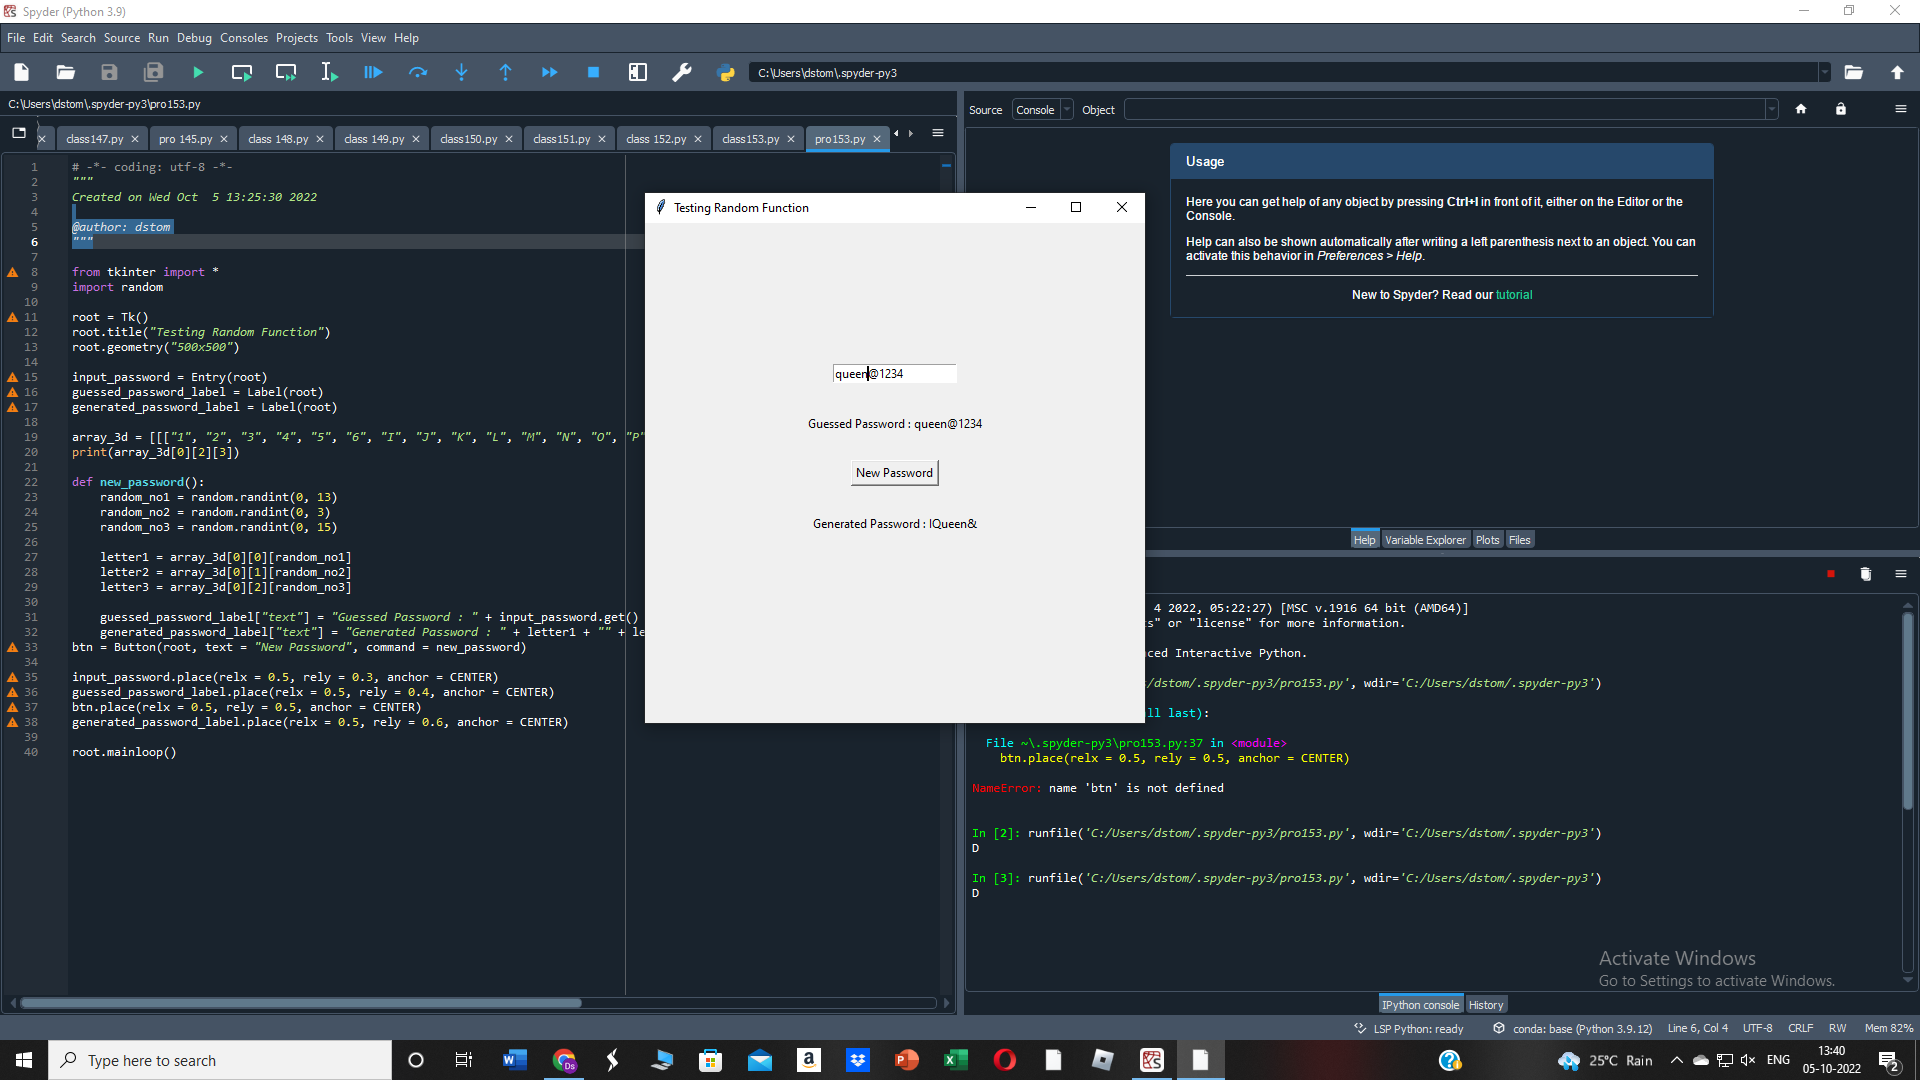 Spyder (Python 3.9)
File Edit Search Source Run Debug Consoles Projects Tools View Help
C:\Users\dstom\.spyder-py3
C:\Users\dstom\.spyder-py3\pro153.py
class147.py pro 145.py class 148.py class 149.py class150.py class151.py class 152.py class153.py pro153.py
1 # -*- coding: utf-8 -*-
2 """
3 Created on Wed Oct  5 13:25:30 2022
4
5 @author: dstom
6 """
7
8 from tkinter import *
9 import random
10
11 root = Tk()
12 root.title("Testing Random Function")
13 root.geometry("500x500")
14
15 input_password = Entry(root)
16 guessed_password_label = Label(root)
17 generated_password_label = Label(root)
18
19 array_3d = [[["1", "2", "3", "4", "5", "6", "I", "J", "K", "L", "M", "N", "O", "P"
20 print(array_3d[0][2][3])
21
22 def new_password():
23     random_no1 = random.randint(0, 13)
24     random_no2 = random.randint(0, 3)
25     random_no3 = random.randint(0, 15)
26
27     letter1 = array_3d[0][0][random_no1]
28     letter2 = array_3d[0][1][random_no2]
29     letter3 = array_3d[0][2][random_no3]
30
31     guessed_password_label["text"] = "Guessed Password : " + input_password.get()
32     generated_password_label["text"] = "Generated Password : " + letter1 + "" + le
33 btn = Button(root, text = "New Password", command = new_password)
34
35 input_password.place(relx = 0.5, rely = 0.3, anchor = CENTER)
36 guessed_password_label.place(relx = 0.5, rely = 0.4, anchor = CENTER)
37 btn.place(relx = 0.5, rely = 0.5, anchor = CENTER)
38 generated_password_label.place(relx = 0.5, rely = 0.6, anchor = CENTER)
39
40 root.mainloop()
Testing Random Function
queen@1234
Guessed Password : queen@1234
New Password
Generated Password : IQueen&
Source Console Object
Usage
Here you can get help of any object by pressing Ctrl+I in front of it, either on the Editor or the
Console.
Help can also be shown automatically after writing a left parenthesis next to an object. You can
activate this behavior in Preferences > Help.
New to Spyder? Read our tutorial
Help Variable Explorer Plots Files
4 2022, 05:22:27) [MSC v.1916 64 bit (AMD64)]
s" or "license" for more information.
ced Interactive Python.
/dstom/.spyder-py3/pro153.py', wdir='C:/Users/dstom/.spyder-py3')
ll last):
File ~\.spyder-py3\pro153.py:37 in <module>
btn.place(relx = 0.5, rely = 0.5, anchor = CENTER)
NameError: name 'btn' is not defined
In [2]: runfile('C:/Users/dstom/.spyder-py3/pro153.py', wdir='C:/Users/dstom/.spyder-py3')
D
In [3]: runfile('C:/Users/dstom/.spyder-py3/pro153.py', wdir='C:/Users/dstom/.spyder-py3')
D
Activate Windows
Go to Settings to activate Windows.
IPython console History
LSP Python: ready conda: base (Python 3.9.12) Line 6, Col 4 UTF-8 CRLF RW Mem 82%
Type here to search
25°C Rain ENG 13:40
05-10-2022 2